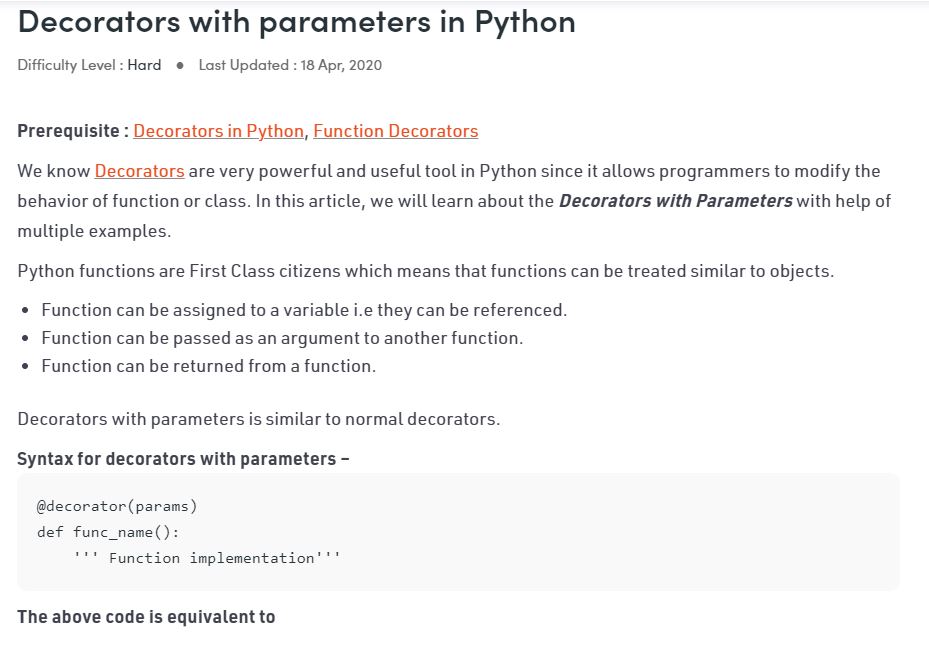 Decorators with parameters in Python
Difficulty Level : Hard ● Last Updated : 18 Apr, 2020
Prerequisite : Decorators in Python, Function Decorators
We know Decorators are very powerful and useful tool in Python since it allows programmers to modify the
behavior of function or class. In this article, we will learn about the Decorators with Parameters with help of
multiple examples.
Python functions are First Class citizens which means that functions can be treated similar to objects.
• Function can be assigned to a variable i.e they can be referenced.
• Function can be passed as an argument to another function.
• Function can be returned from a function.
Decorators with parameters is similar to normal decorators.
Syntax for decorators with parameters –
@decorator(params)
def func_name():
    ''' Function implementation'''
The above code is equivalent to